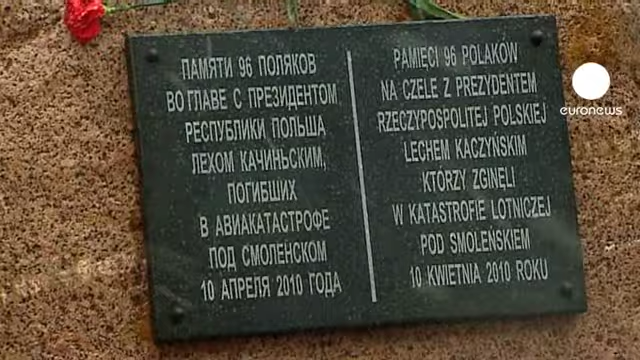 ПАМЯТИ 96 ПОЛЯКОВ
ВО ГЛАВЕ С ПРЕЗИДЕНТОМ
РЕСПУБЛИКИ ПОЛЬША
ЛЕХОМ КАЧИНЬСКИМ,
ПОГИБШИХ
В АВИАКАТАСТРОФЕ
ПОД СМОЛЕНСКОМ
10 АПРЕЛЯ 2010 ГОДА
PAMIĘCI 96 POLAKÓW
NA CZELE Z PREZYDENTEM
RZECZYPOSPOLITEJ POLSKIEJ
LECHEM KACZYŃSKIM
KTÓRZY ZGINĘLI
W KATASTROFIE LOTNICZEJ
POD SMOLEŃSKIEM
10 KWIETNIA 2010 ROKU
euronews